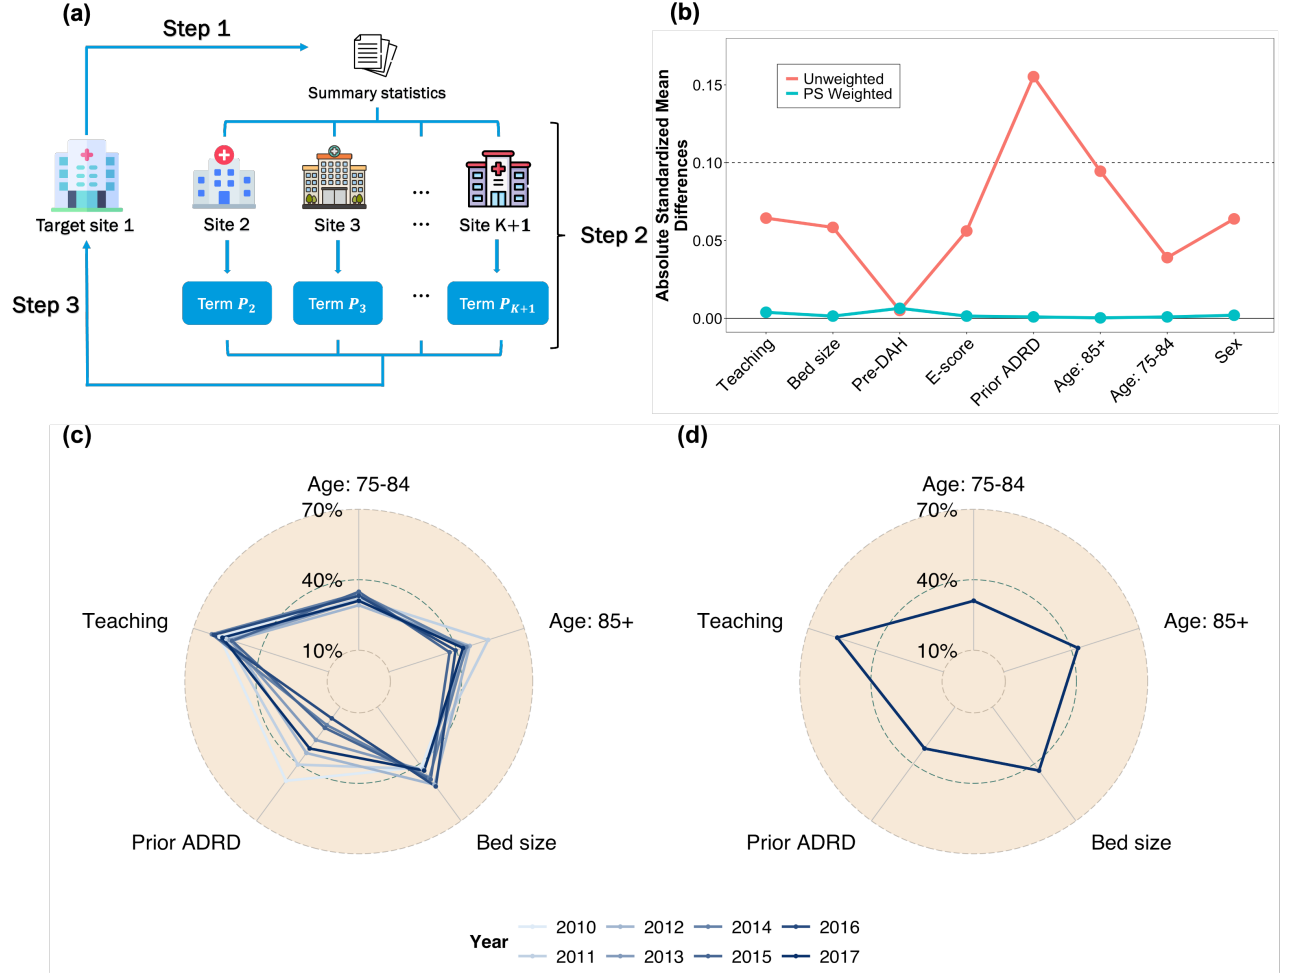 (a)
Step 1
Summary statistics
Target site 1
Site 2
Site 3
...
...
Site K+1
Step 2
Step 3
Term P2
Term P3
...
Term PK+1
(b)
Absolute Standardized Mean
Differences
0.15
0.10
0.05
0.00
Unweighted
PS Weighted
Teaching
Bed size
Pre-DAH
E-score
Prior ADRD
Age: 85+
Age: 75-84
Sex
(c)
Age: 75-84
70%
40%
10%
Teaching
Age: 85+
Prior ADRD
Bed size
(d)
Age: 75-84
70%
40%
10%
Teaching
Age: 85+
Prior ADRD
Bed size
Year
2010 2012 2014 2016
2011 2013 2015 2017